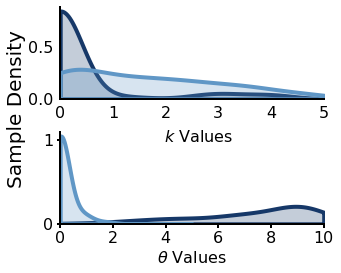 Sample Density
0.5
0.0
0 1 2 3 4 5
k Values
1
0
0 2 4 6 8 10
θ Values